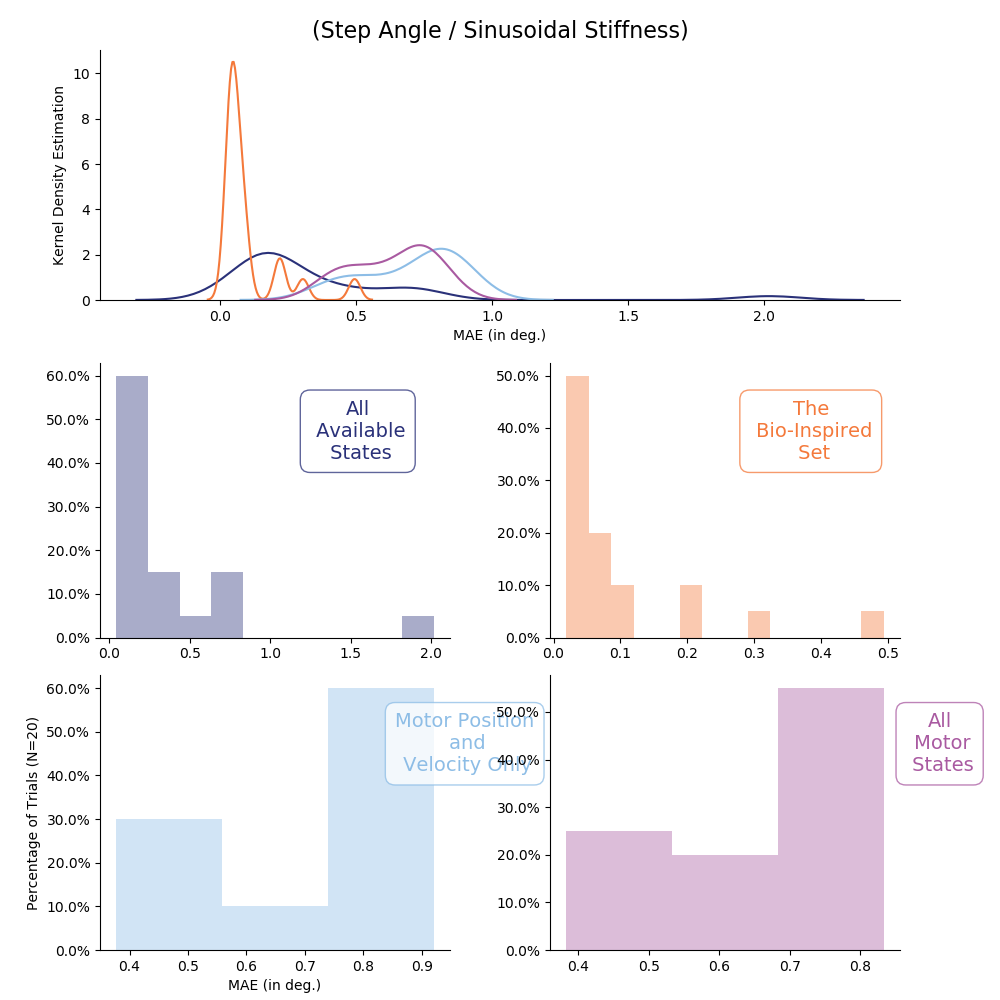 (Step Angle / Sinusoidal Stiffness)
Kernel Density Estimation
10
8
6
4
2
0
0.0 0.5 1.0 1.5 2.0
MAE (in deg.)
60.0%
50.0%
40.0%
30.0%
20.0%
10.0%
0.0%
All
Available
States
0.0 0.5 1.0 1.5 2.0
50.0%
40.0%
30.0%
20.0%
10.0%
0.0%
The
Bio-Inspired
Set
0.0 0.1 0.2 0.3 0.4 0.5
Percentage of Trials (N=20)
60.0%
50.0%
40.0%
30.0%
20.0%
10.0%
0.0%
Motor Position
and
Velocity Only
0.4 0.5 0.6 0.7 0.8 0.9
MAE (in deg.)
50.0%
40.0%
30.0%
20.0%
10.0%
0.0%
All
Motor
States
0.4 0.5 0.6 0.7 0.8